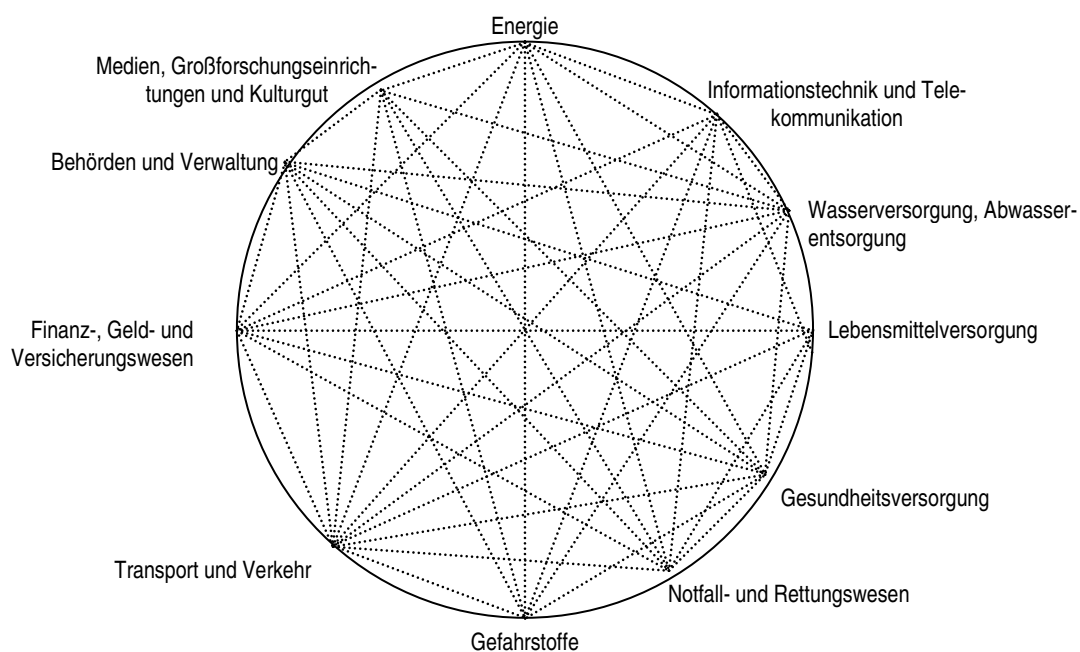 Energie
Medien, Großforschungseinrich-
tungen und Kulturgut
Informationstechnik und Tele-
kommunikation
Behörden und Verwaltung
Wasserversorgung, Abwasser-
entsorgung
Finanz-, Geld- und
Versicherungswesen
Lebensmittelversorgung
Gesundheitsversorgung
Transport und Verkehr
Notfall- und Rettungswesen
Gefahrstoffe